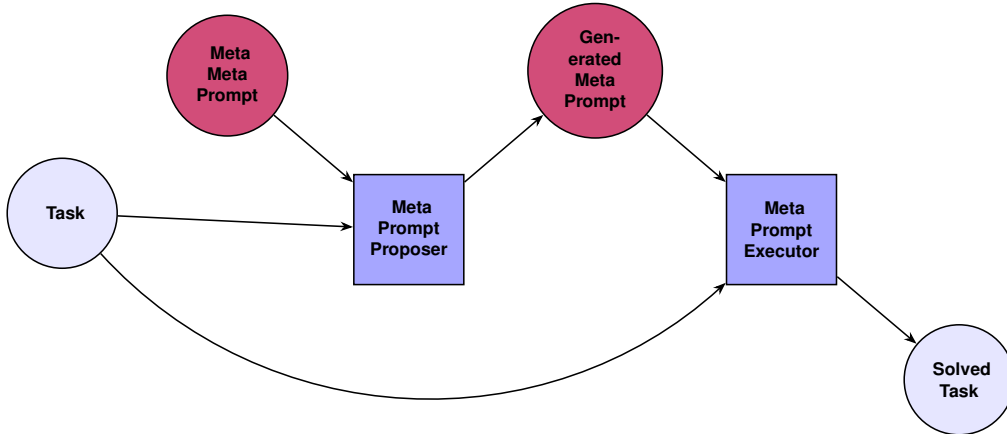 Meta
Meta
Prompt
Gen-
erated
Meta
Prompt
Task
Meta
Prompt
Proposer
Meta
Prompt
Executor
Solved
Task